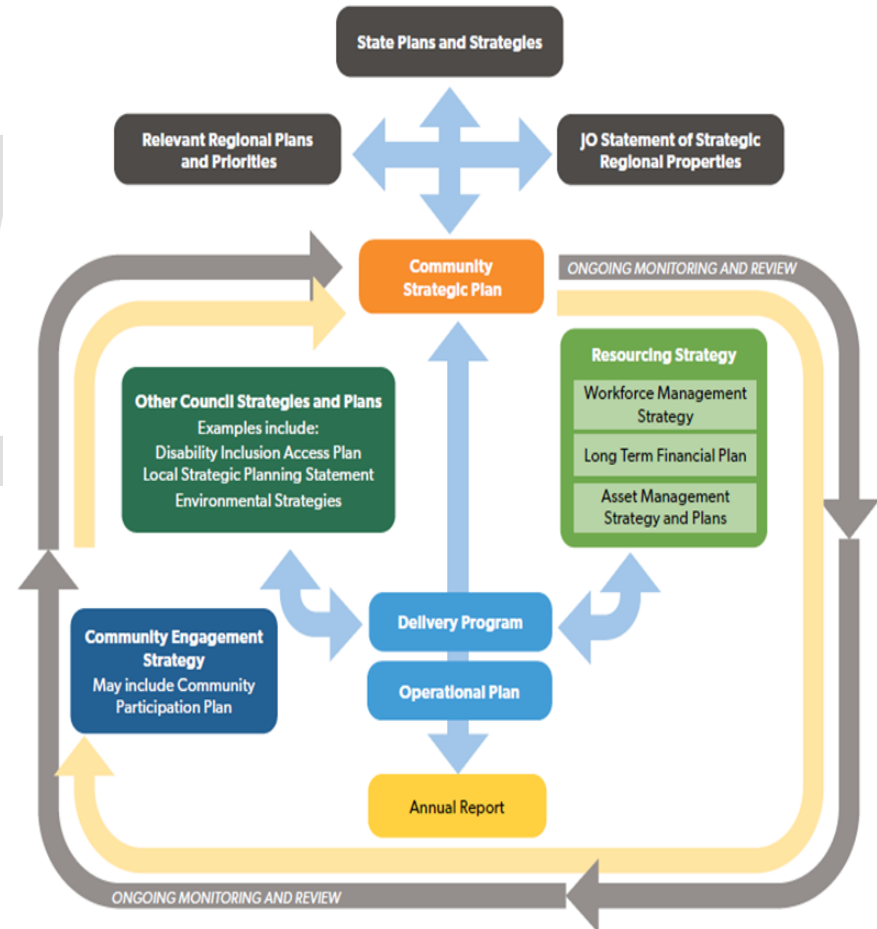 State Plans and Strategies
Relevant Regional Plans
and Priorities
JO Statement of Strategic
Regional Properties
Community
Strategic Plan
ONGOING MONITORING AND REVIEW
Resourcing Strategy
Workforce Management
Strategy
Long Term Financial Plan
Asset Management
Strategy and Plans
Other Council Strategies and Plans
Examples include:
Disability Inclusion Access Plan
Local Strategic Planning Statement
Environmental Strategies
Community Engagement
Strategy
May include Community
Participation Plan
Delivery Program
Operational Plan
Annual Report
ONGOING MONITORING AND REVIEW